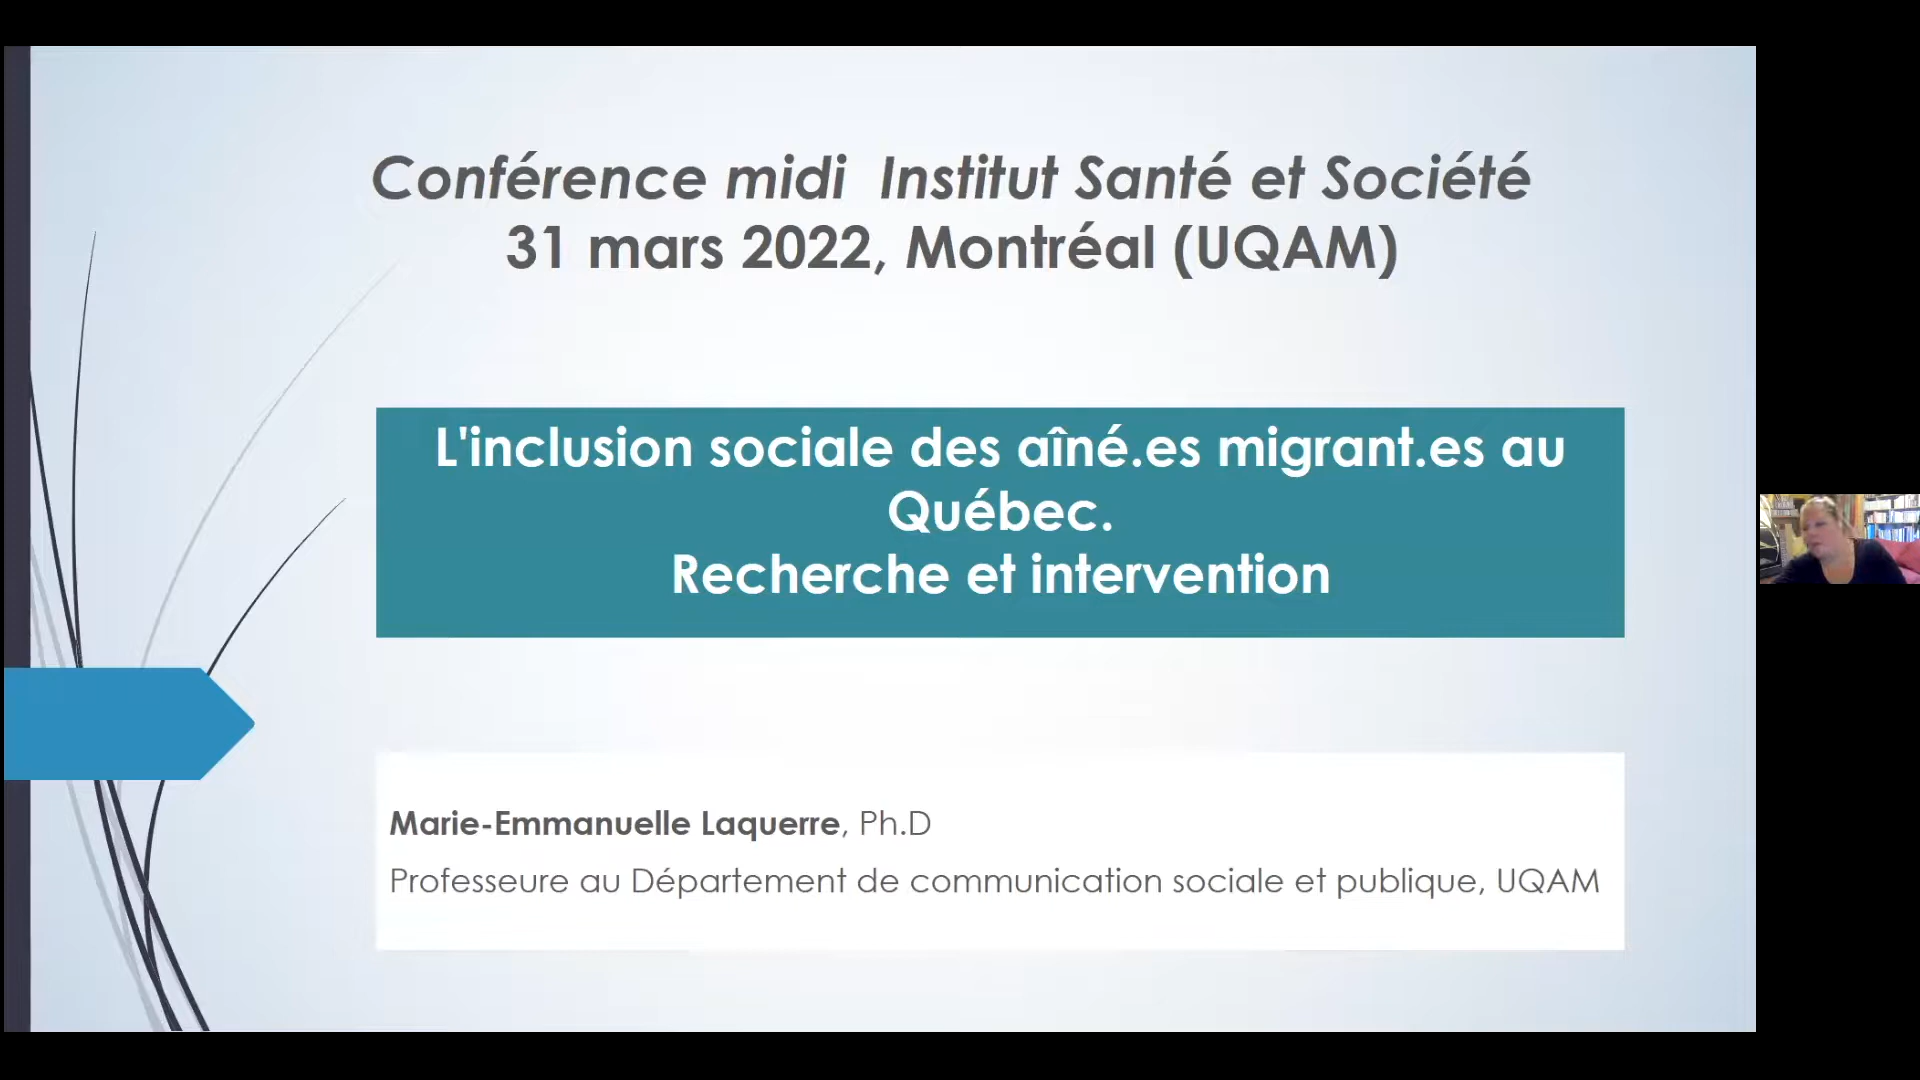 Conférence midi  Institut Santé et Société
31 mars 2022, Montréal (UQAM)
L'inclusion sociale des aîné.es migrant.es au
Québec.
Recherche et intervention
Marie-Emmanuelle Laquerre, Ph.D
Professeure au Département de communication sociale et publique, UQAM